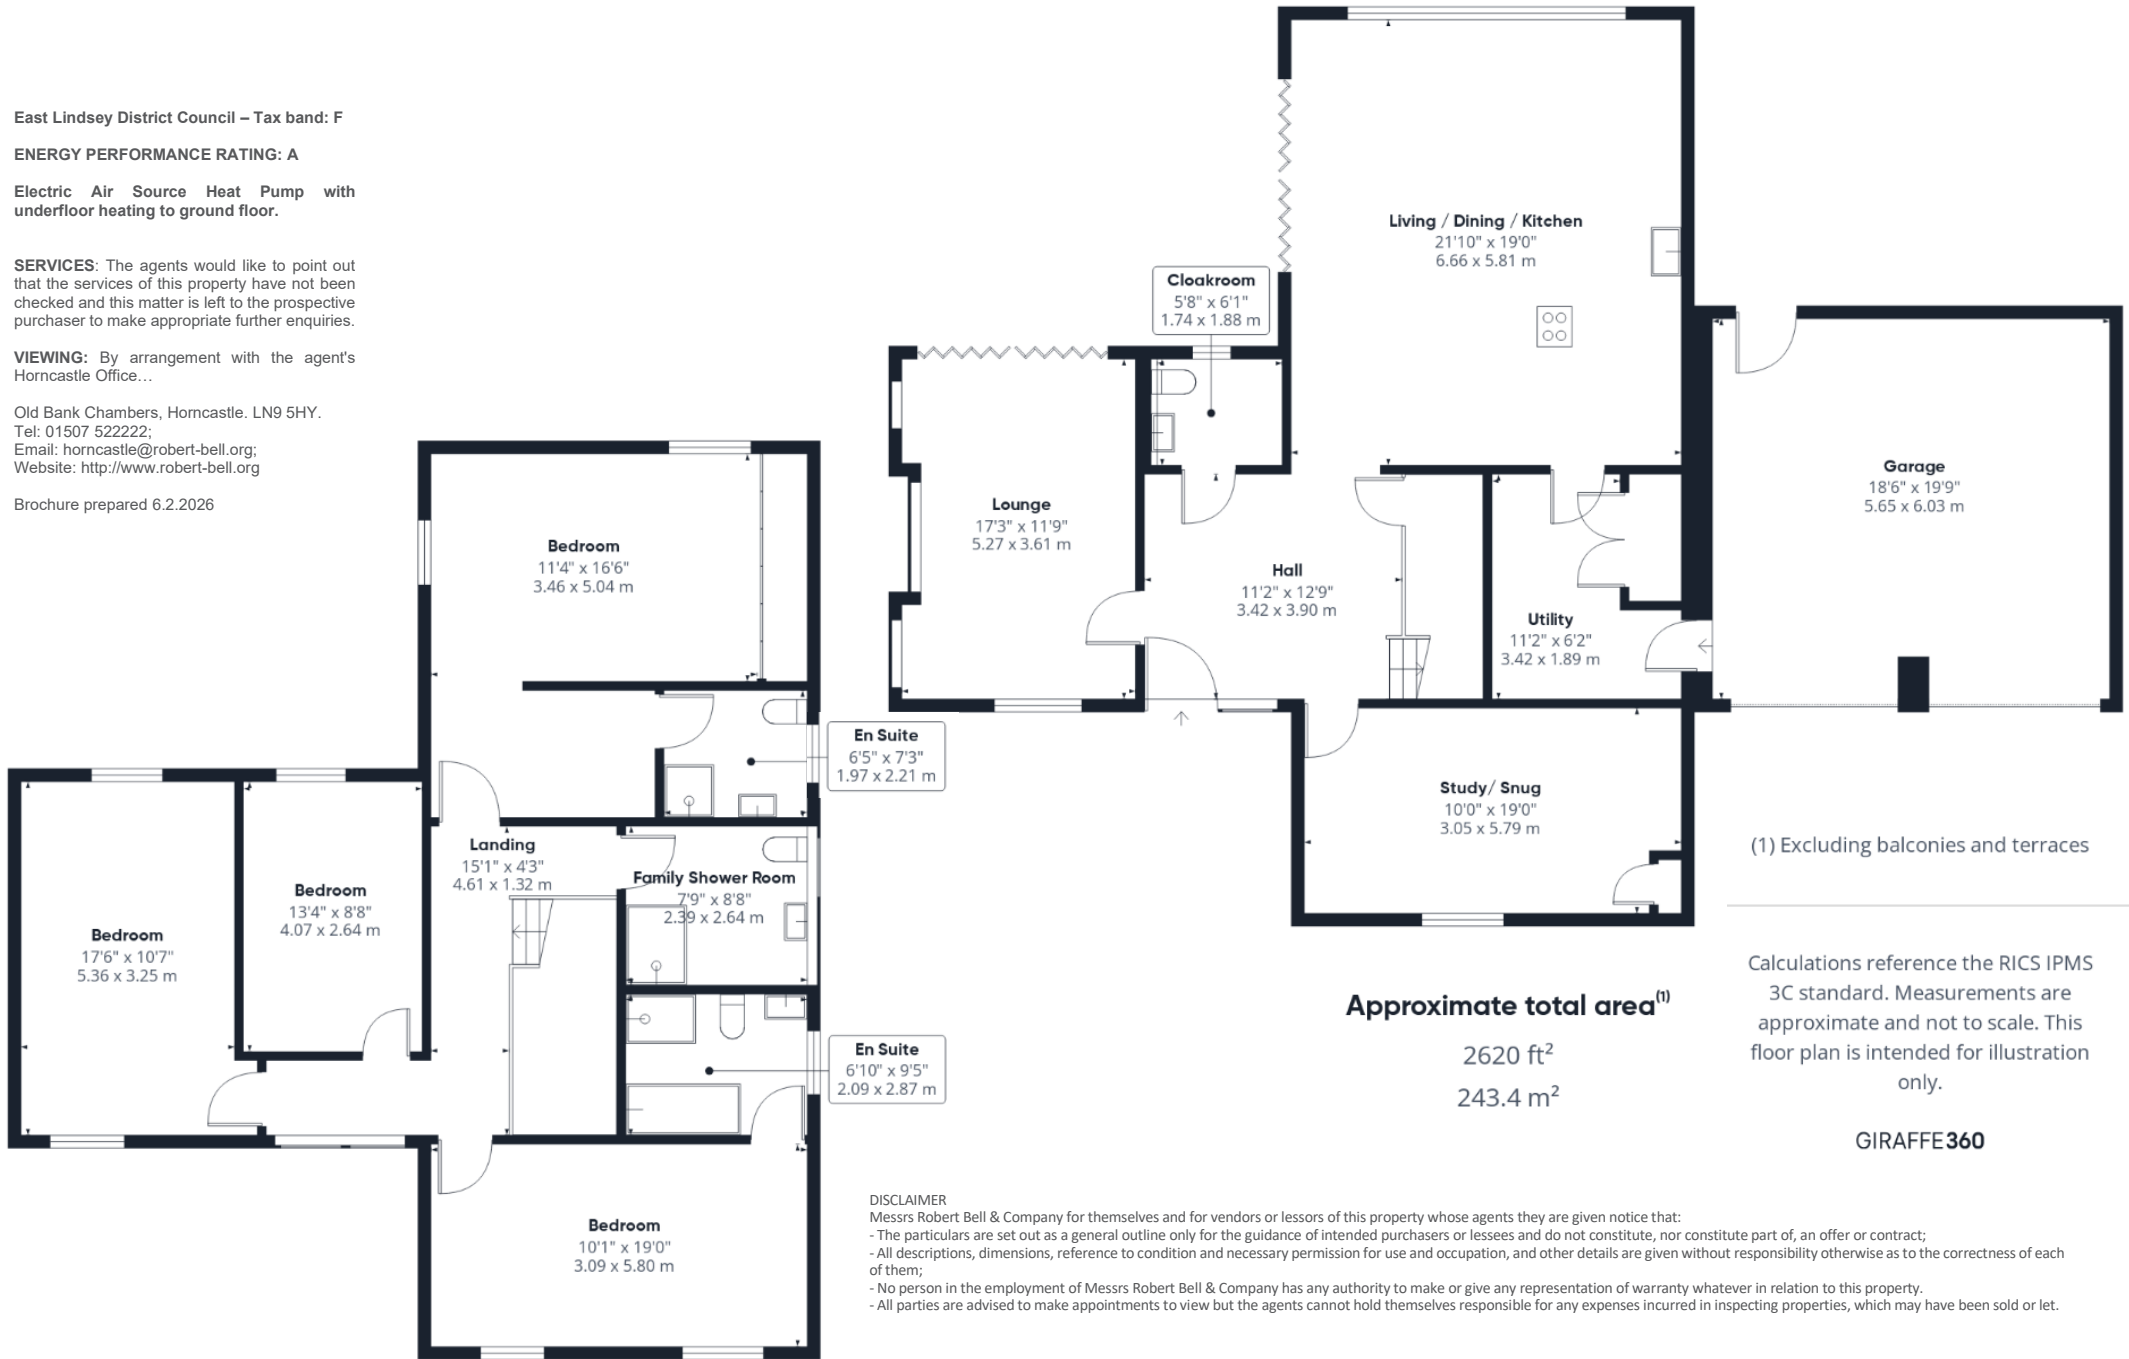 East Lindsey District Council – Tax band: F
ENERGY PERFORMANCE RATING: A
Electric Air Source Heat Pump with
underfloor heating to ground floor.
SERVICES: The agents would like to point out
that the services of this property have not been
checked and this matter is left to the prospective
purchaser to make appropriate further enquiries.
VIEWING: By arrangement with the agent's
Horncastle Office…
Old Bank Chambers, Horncastle. LN9 5HY.
Tel: 01507 522222;
Email: horncastle@robert-bell.org;
Website: http://www.robert-bell.org
Brochure prepared 6.2.2026
Bedroom
11'4" x 16'6"
3.46 x 5.04 m
En Suite
6'5" x 7'3"
1.97 x 2.21 m
Landing
15'1" x 4'3"
4.61 x 1.32 m
Family Shower Room
7'9" x 8'8"
2.39 x 2.64 m
Bedroom
13'4" x 8'8"
4.07 x 2.64 m
Bedroom
17'6" x 10'7"
5.36 x 3.25 m
En Suite
6'10" x 9'5"
2.09 x 2.87 m
Bedroom
10'1" x 19'0"
3.09 x 5.80 m
Living / Dining / Kitchen
21'10" x 19'0"
6.66 x 5.81 m
Cloakroom
5'8" x 6'1"
1.74 x 1.88 m
Lounge
17'3" x 11'9"
5.27 x 3.61 m
Hall
11'2" x 12'9"
3.42 x 3.90 m
Utility
11'2" x 6'2"
3.42 x 1.89 m
Garage
18'6" x 19'9"
5.65 x 6.03 m
Study/ Snug
10'0" x 19'0"
3.05 x 5.79 m
Approximate total area(1)
2620 ft²
243.4 m²
(1) Excluding balconies and terraces
Calculations reference the RICS IPMS
3C standard. Measurements are
approximate and not to scale. This
floor plan is intended for illustration
only.
GIRAFFE360
DISCLAIMER
Messrs Robert Bell & Company for themselves and for vendors or lessors of this property whose agents they are given notice that:
- The particulars are set out as a general outline only for the guidance of intended purchasers or lessees and do not constitute, nor constitute part of, an offer or contract;
- All descriptions, dimensions, reference to condition and necessary permission for use and occupation, and other details are given without responsibility otherwise as to the correctness of each
of them;
- No person in the employment of Messrs Robert Bell & Company has any authority to make or give any representation of warranty whatever in relation to this property.
- All parties are advised to make appointments to view but the agents cannot hold themselves responsible for any expenses incurred in inspecting properties, which may have been sold or let.